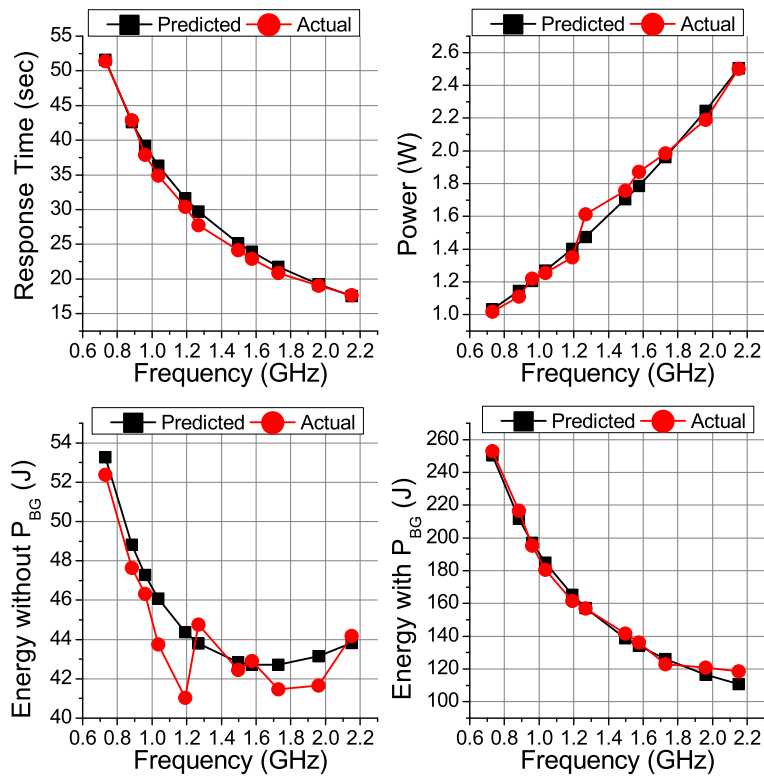 Predicted Actual
55
50
45
40
35
30
25
20
15
Response Time (sec)
0.6 0.8 1.0 1.2 1.4 1.6 1.8 2.0 2.2
Frequency (GHz)
Predicted Actual
2.6
2.4
2.2
2.0
1.8
1.6
1.4
1.2
1.0
Power (W)
0.6 0.8 1.0 1.2 1.4 1.6 1.8 2.0 2.2
Frequency (GHz)
Predicted Actual
54
52
50
48
46
44
42
40
Energy without P_BG (J)
0.6 0.8 1.0 1.2 1.4 1.6 1.8 2.0 2.2
Frequency (GHz)
Predicted Actual
260
240
220
200
180
160
140
120
100
Energy with P_BG (J)
0.6 0.8 1.0 1.2 1.4 1.6 1.8 2.0 2.2
Frequency (GHz)